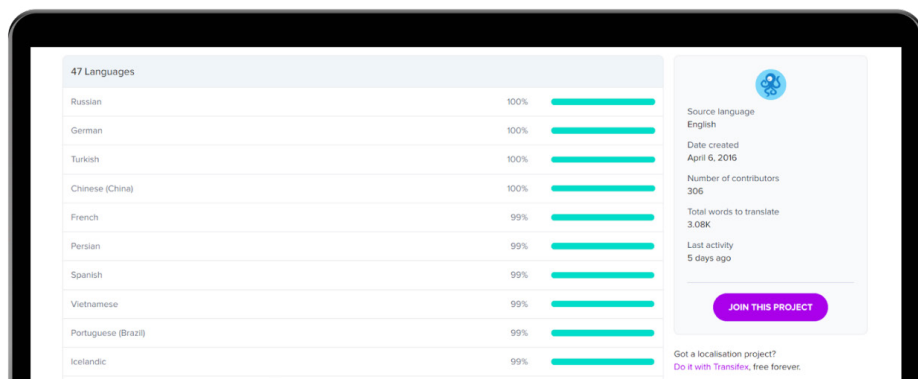 47 Languages
Russian 100%
German 100%
Turkish 100%
Chinese (China) 100%
French 99%
Persian 99%
Spanish 99%
Vietnamese 99%
Portuguese (Brazil) 99%
Icelandic 99%
Source language
English
Date created
April 6, 2016
Number of contributors
306
Total words to translate
3.08K
Last activity
5 days ago
JOIN THIS PROJECT
Got a localisation project?
Do it with Transifex, free forever.